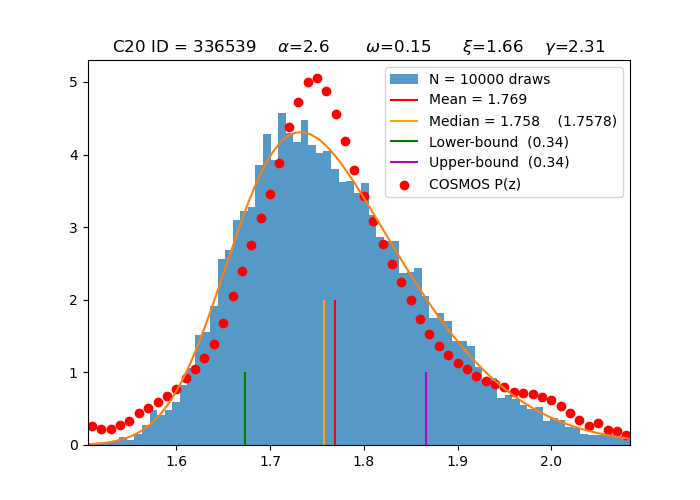 C20 ID = 336539 α=2.6 ω=0.15 ξ=1.66 γ=2.31
N = 10000 draws
Mean = 1.769
Median = 1.758 (1.7578)
Lower-bound (0.34)
Upper-bound (0.34)
COSMOS P(z)
5
4
3
2
1
0
1.6 1.7 1.8 1.9 2.0